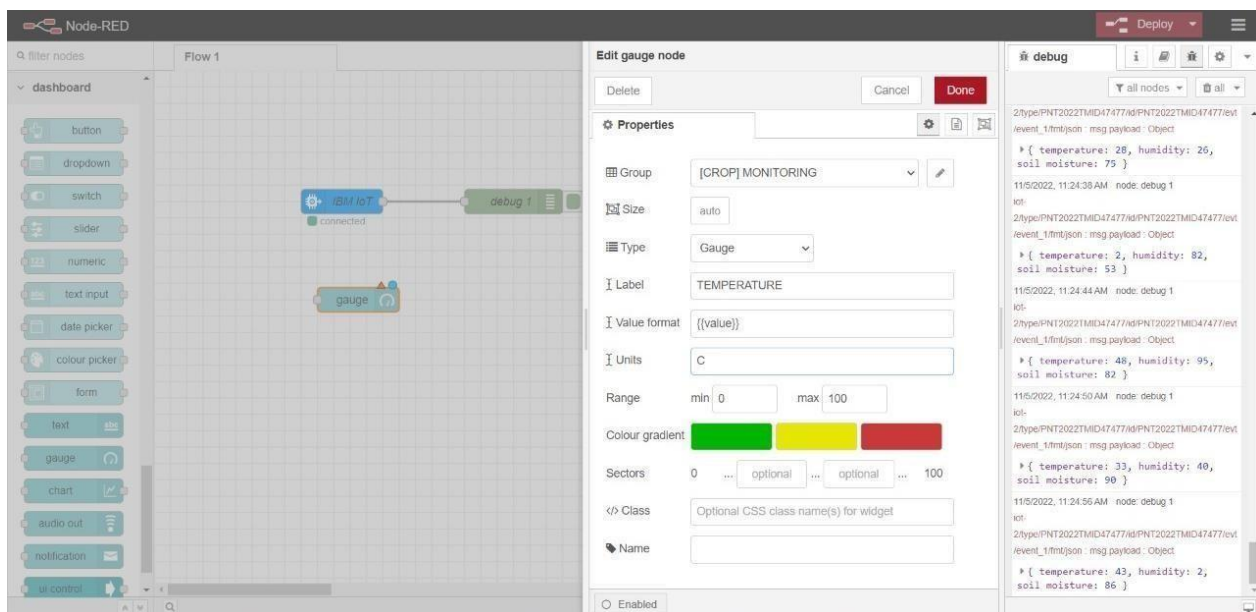 Node-RED
Deploy
filter nodes
dashboard
button
dropdown
switch
slider
numeric
text input
date picker
colour picker
form
text
gauge
chart
audio out
notification
ui control
Flow 1
IBM IoT
connected
debug 1
gauge
Edit gauge node
Delete
Cancel
Done
Properties
Group
[CROP] MONITORING
Size
auto
Type
Gauge
Label
TEMPERATURE
Value format
{{value}}
Units
C
Range
min 0
max 100
Colour gradient
Sectors
0 ... optional ... optional ... 100
</> Class
Optional CSS class name(s) for widget
Name
Enabled
debug
all nodes
all
2/type/PNT2022TMID47477/id/PNT2022TMID47477/evt
/event_1/fmt/json : msg.payload : Object
{ temperature: 28, humidity: 26,
soil moisture: 75 }
11/5/2022, 11:24:38 AM node: debug 1
iot-
2/type/PNT2022TMID47477/id/PNT2022TMID47477/evt
/event_1/fmt/json : msg.payload : Object
{ temperature: 2, humidity: 82,
soil moisture: 53 }
11/5/2022, 11:24:44 AM node: debug 1
iot-
2/type/PNT2022TMID47477/id/PNT2022TMID47477/evt
/event_1/fmt/json : msg.payload : Object
{ temperature: 48, humidity: 95,
soil moisture: 82 }
11/5/2022, 11:24:50 AM node: debug 1
iot-
2/type/PNT2022TMID47477/id/PNT2022TMID47477/evt
/event_1/fmt/json : msg.payload : Object
{ temperature: 33, humidity: 40,
soil moisture: 90 }
11/5/2022, 11:24:56 AM node: debug 1
iot-
2/type/PNT2022TMID47477/id/PNT2022TMID47477/evt
/event_1/fmt/json : msg.payload : Object
{ temperature: 43, humidity: 2,
soil moisture: 86 }